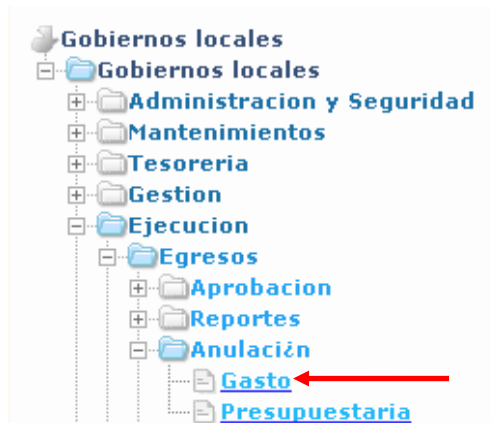 Gobiernos locales
Gobiernos locales
Administracion y Seguridad
Mantenimientos
Tesoreria
Gestion
Ejecucion
Egresos
Aprobacion
Reportes
Anulaci¿n
Gasto
Presupuestaria